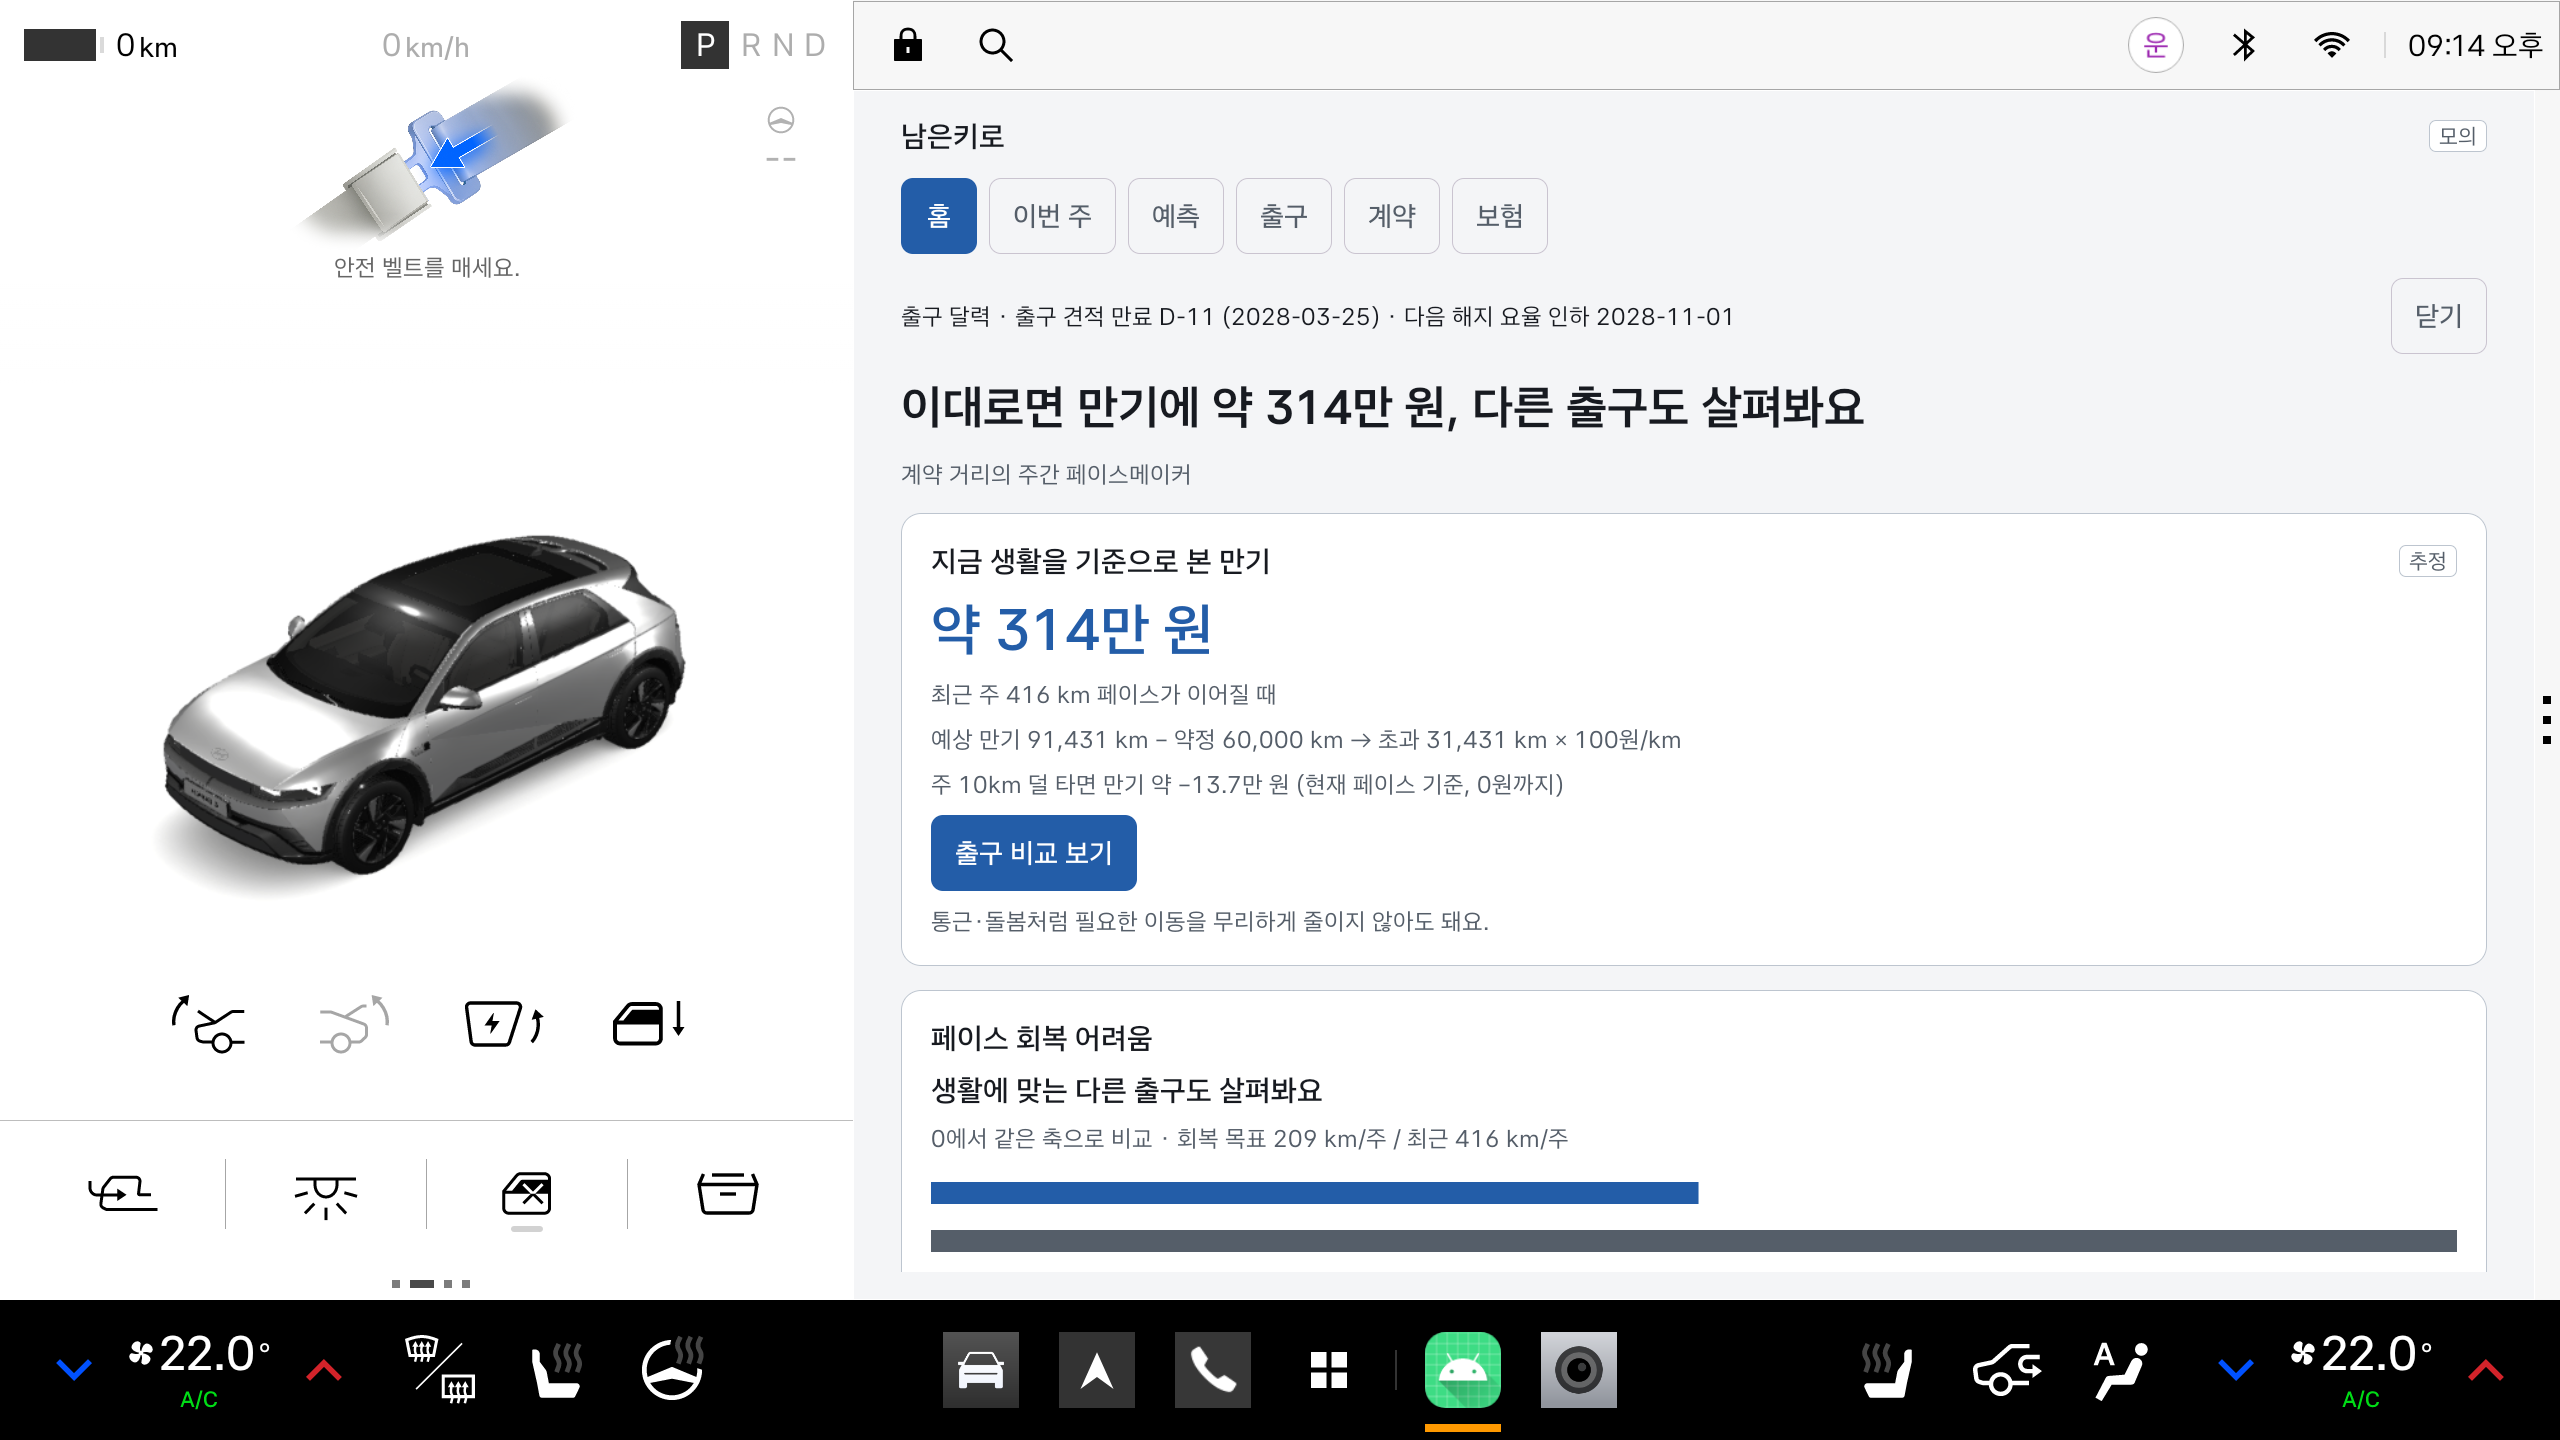 0 km
0 km/h
P R N D
안전 벨트를 매세요.
운
09:14 오후
남은키로
모의
홈
이번 주
예측
출구
계약
보험
출구 달력 · 출구 견적 만료 D-11 (2028-03-25) · 다음 해지 요율 인하 2028-11-01
닫기
이대로면 만기에 약 314만 원, 다른 출구도 살펴봐요
계약 거리의 주간 페이스메이커
지금 생활을 기준으로 본 만기
추정
약 314만 원
최근 주 416 km 페이스가 이어질 때
예상 만기 91,431 km − 약정 60,000 km → 초과 31,431 km × 100원/km
주 10km 덜 타면 만기 약 −13.7만 원 (현재 페이스 기준, 0원까지)
출구 비교 보기
통근·돌봄처럼 필요한 이동을 무리하게 줄이지 않아도 돼요.
페이스 회복 어려움
생활에 맞는 다른 출구도 살펴봐요
0에서 같은 축으로 비교 · 회복 목표 209 km/주 / 최근 416 km/주
22.0°
A/C
A
22.0°
A/C